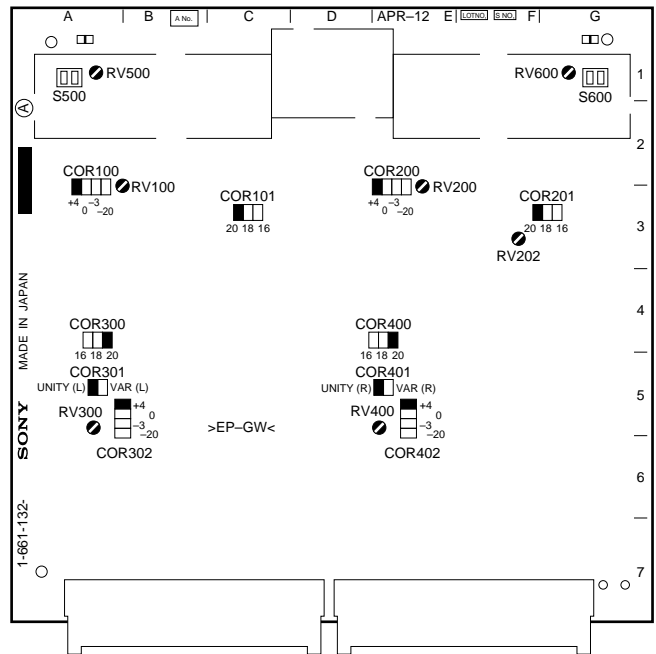 A B A No. C D APR–12 E LOTNO. S NO. F G
RV500 RV600 1
S500 S600
A
2
COR100 COR200
RV100 RV200
+4 –3 +4 –3
0 –20 0 –20
COR101 COR201
20 18 16 20 18 16
3
RV202
MADE IN JAPAN
4
COR300 COR400
16 18 20 16 18 20
COR301 COR401
UNITY (L) VAR (L) UNITY (R) VAR (R)
5
RV300 +4 RV400 +4
0 0
–3 –3
–20 –20
>EP–GW<
SONY
COR302 COR402
6
1-661-132-
7